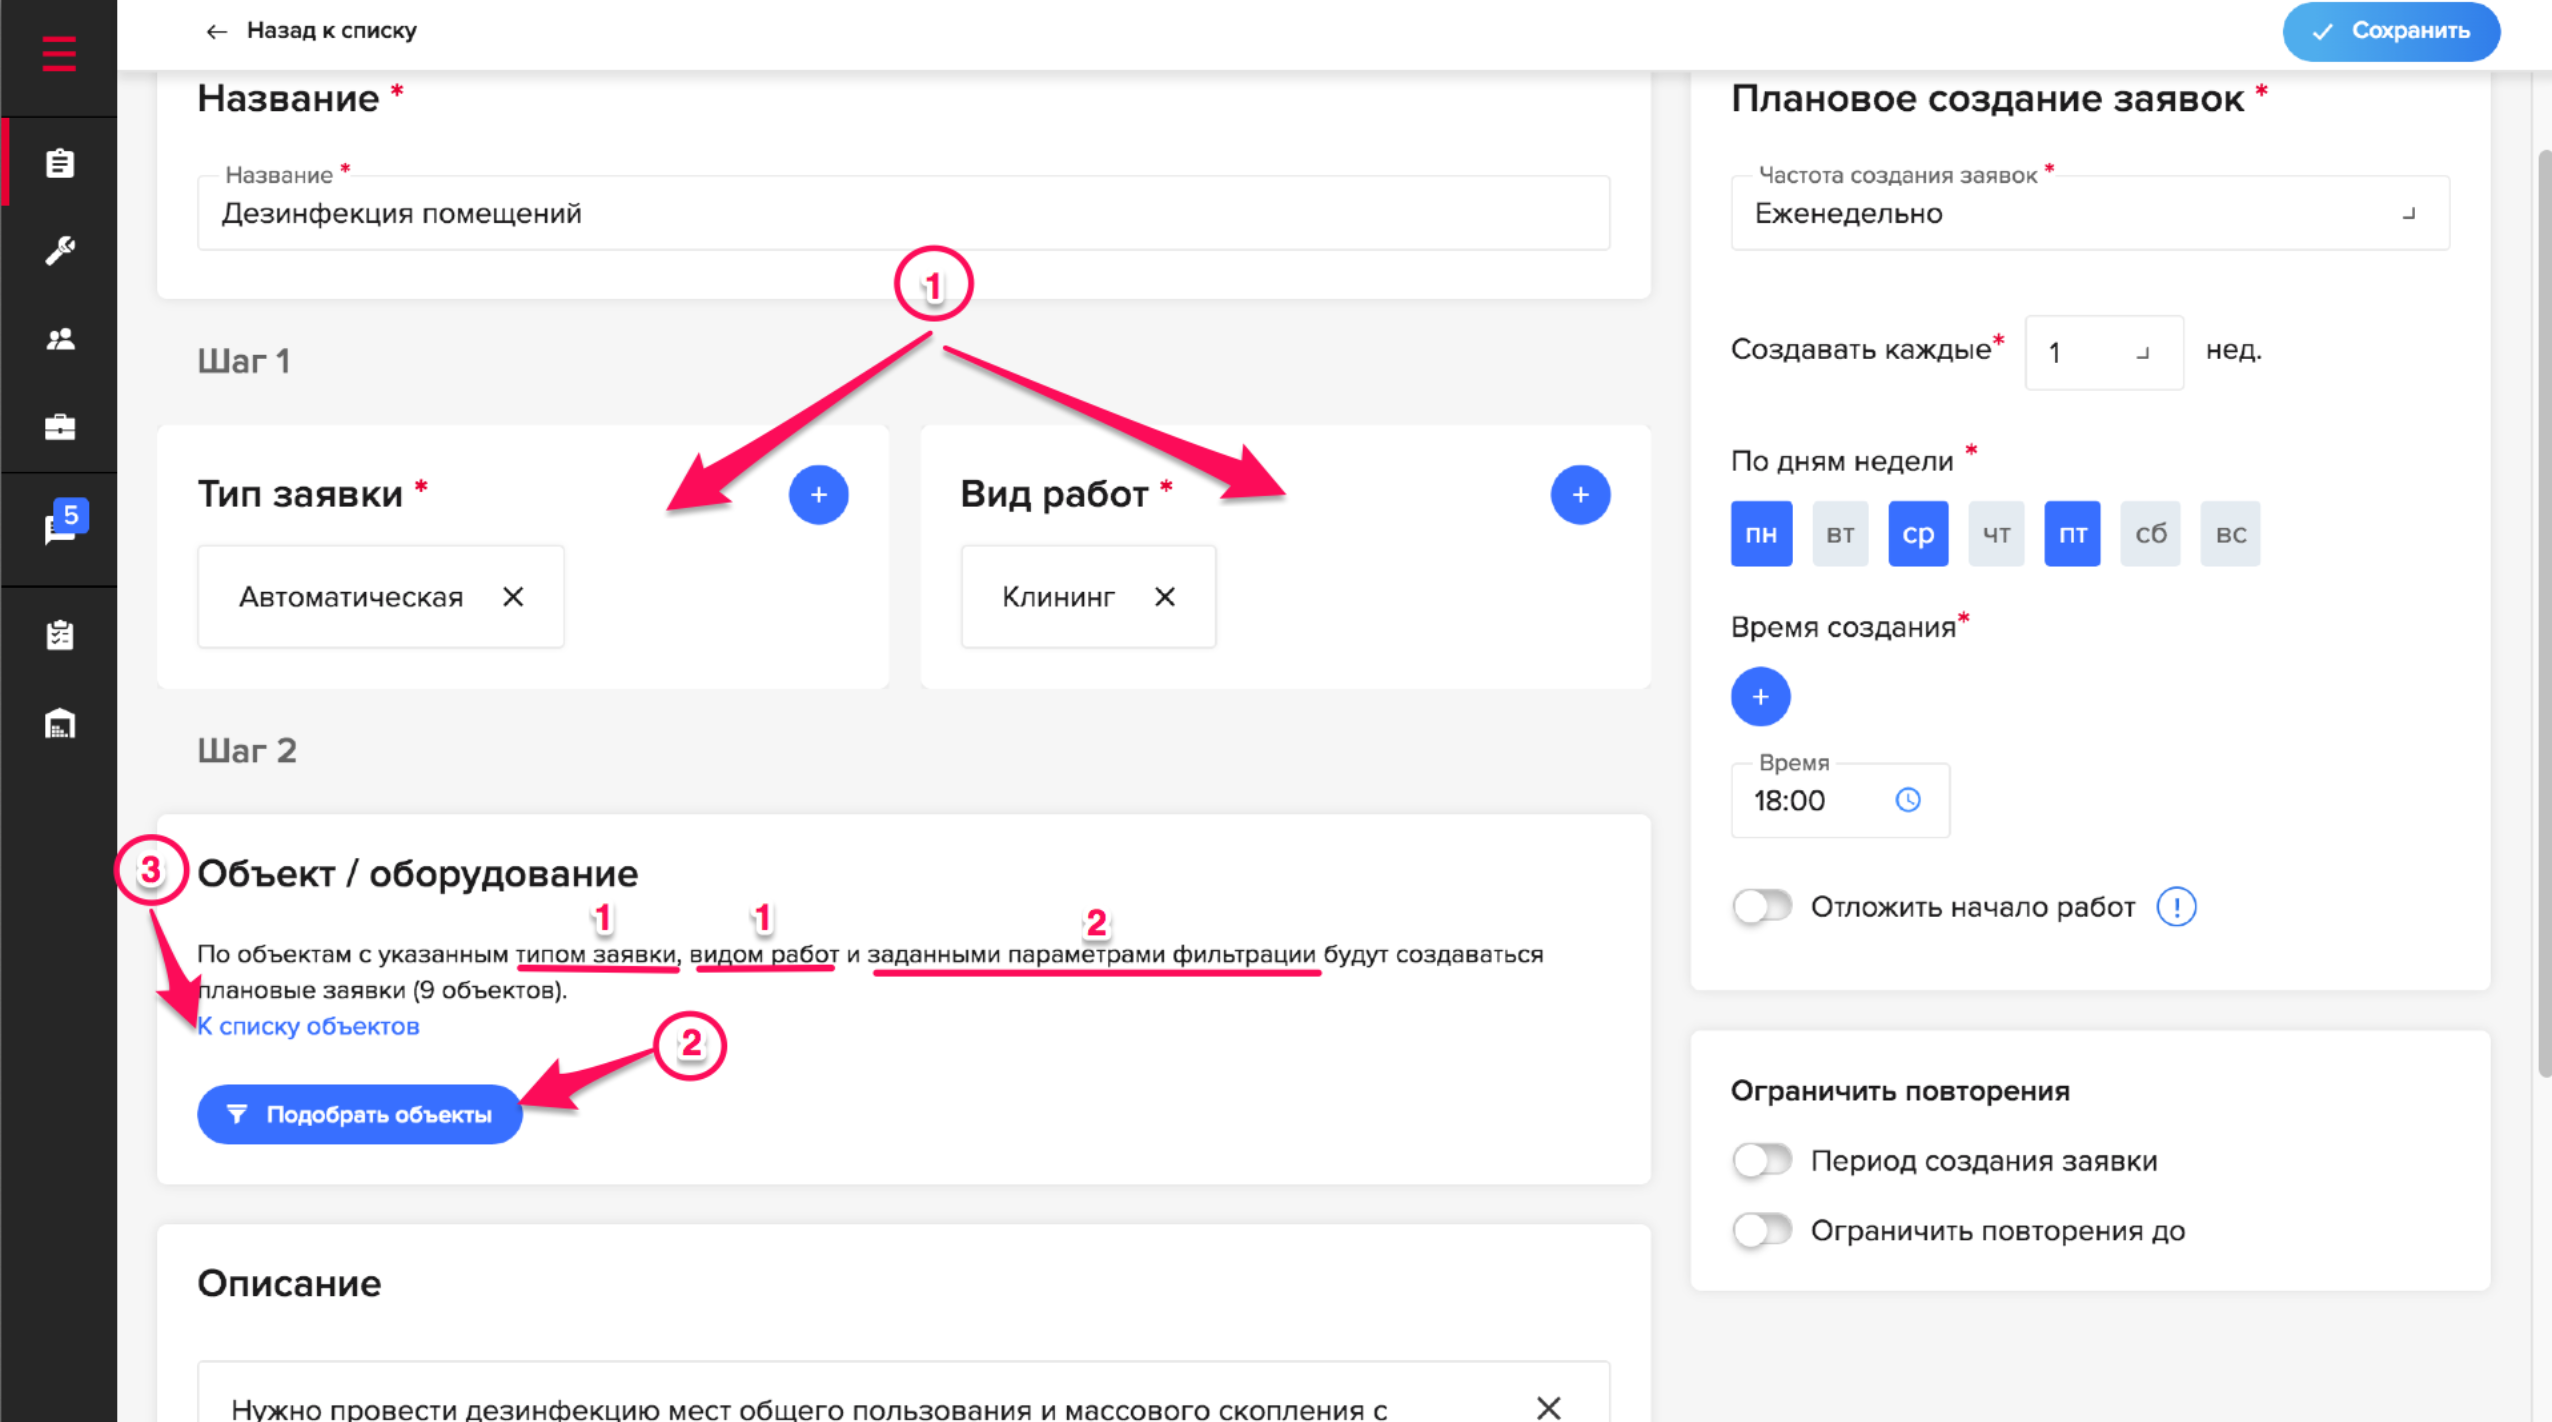 ← Назад к списку
Сохранить
Название *
Название *
Дезинфекция помещений
1
Шаг 1
Тип заявки *
+
Автоматическая ×
Вид работ *
+
Клининг ×
5
Шаг 2
3
Объект / оборудование
1 1 2
По объектам с указанным типом заявки, видом работ и заданными параметрами фильтрации будут создаваться
плановые заявки (9 объектов).
К списку объектов
2
Подобрать объекты
Описание
Нужно провести дезинфекцию мест общего пользования и массового скопления с ×
Плановое создание заявок *
Частота создания заявок *
Еженедельно
Создавать каждые* 1 нед.
По дням недели *
пн вт ср чт пт сб вс
Время создания*
+
Время
18:00
Отложить начало работ !
Ограничить повторения
Период создания заявки
Ограничить повторения до